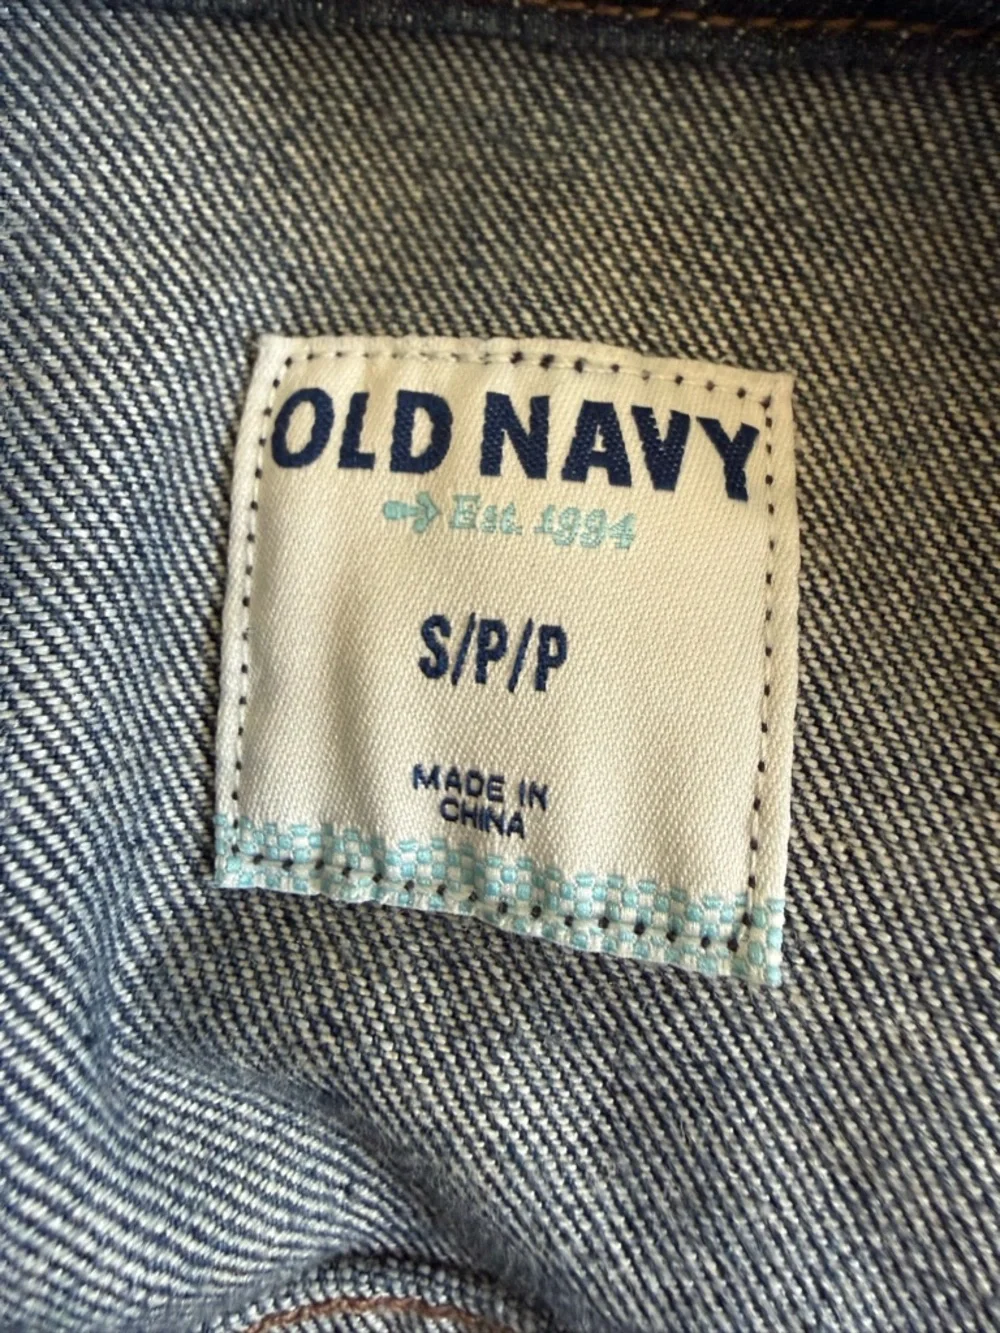 OLD NAVY
Est. 1994
S/P/P
MADE IN
CHINA